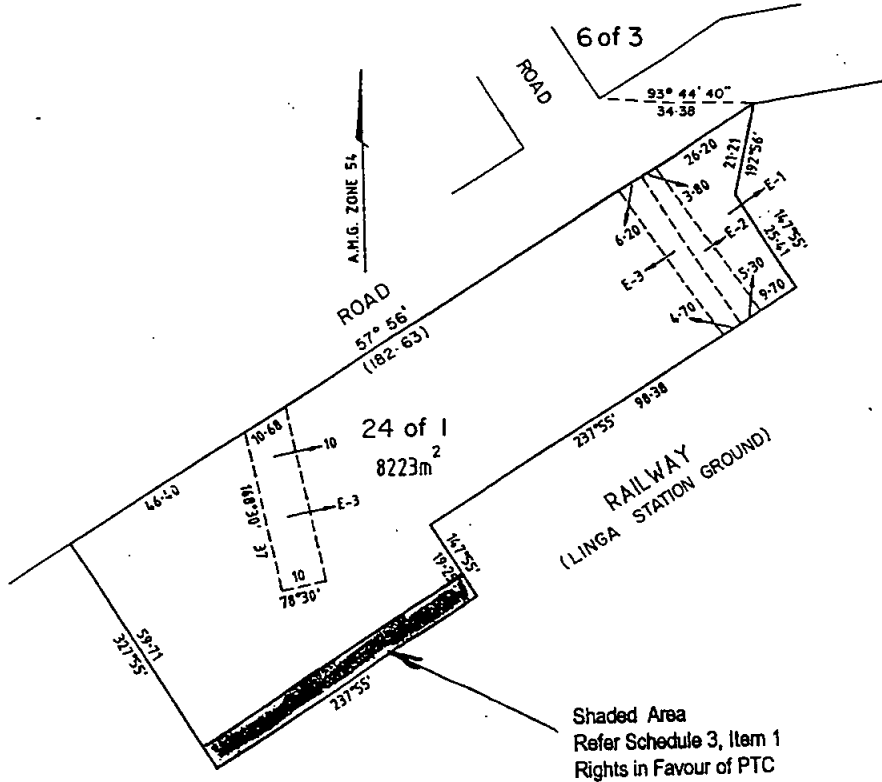 6 of 3
ROAD
93° 44' 40"
34·38
A.M.G. ZONE 54
26·20
21·21
192°56'
3·80
E-1
6·20
E-2
147°55'
25·41
E-3
ROAD
15·30
9·70
57° 56'
(182·63)
4·70
98·38
237°55'
10·68
24 of 1
10
8223m²
RAILWAY
(LINGA STATION GROUND)
46·40
168°30'
37
E-3
147°55'
19·25
10
78°30'
59·71
327°55'
237°55'
Shaded Area
Refer Schedule 3, Item 1
Rights in Favour of PTC